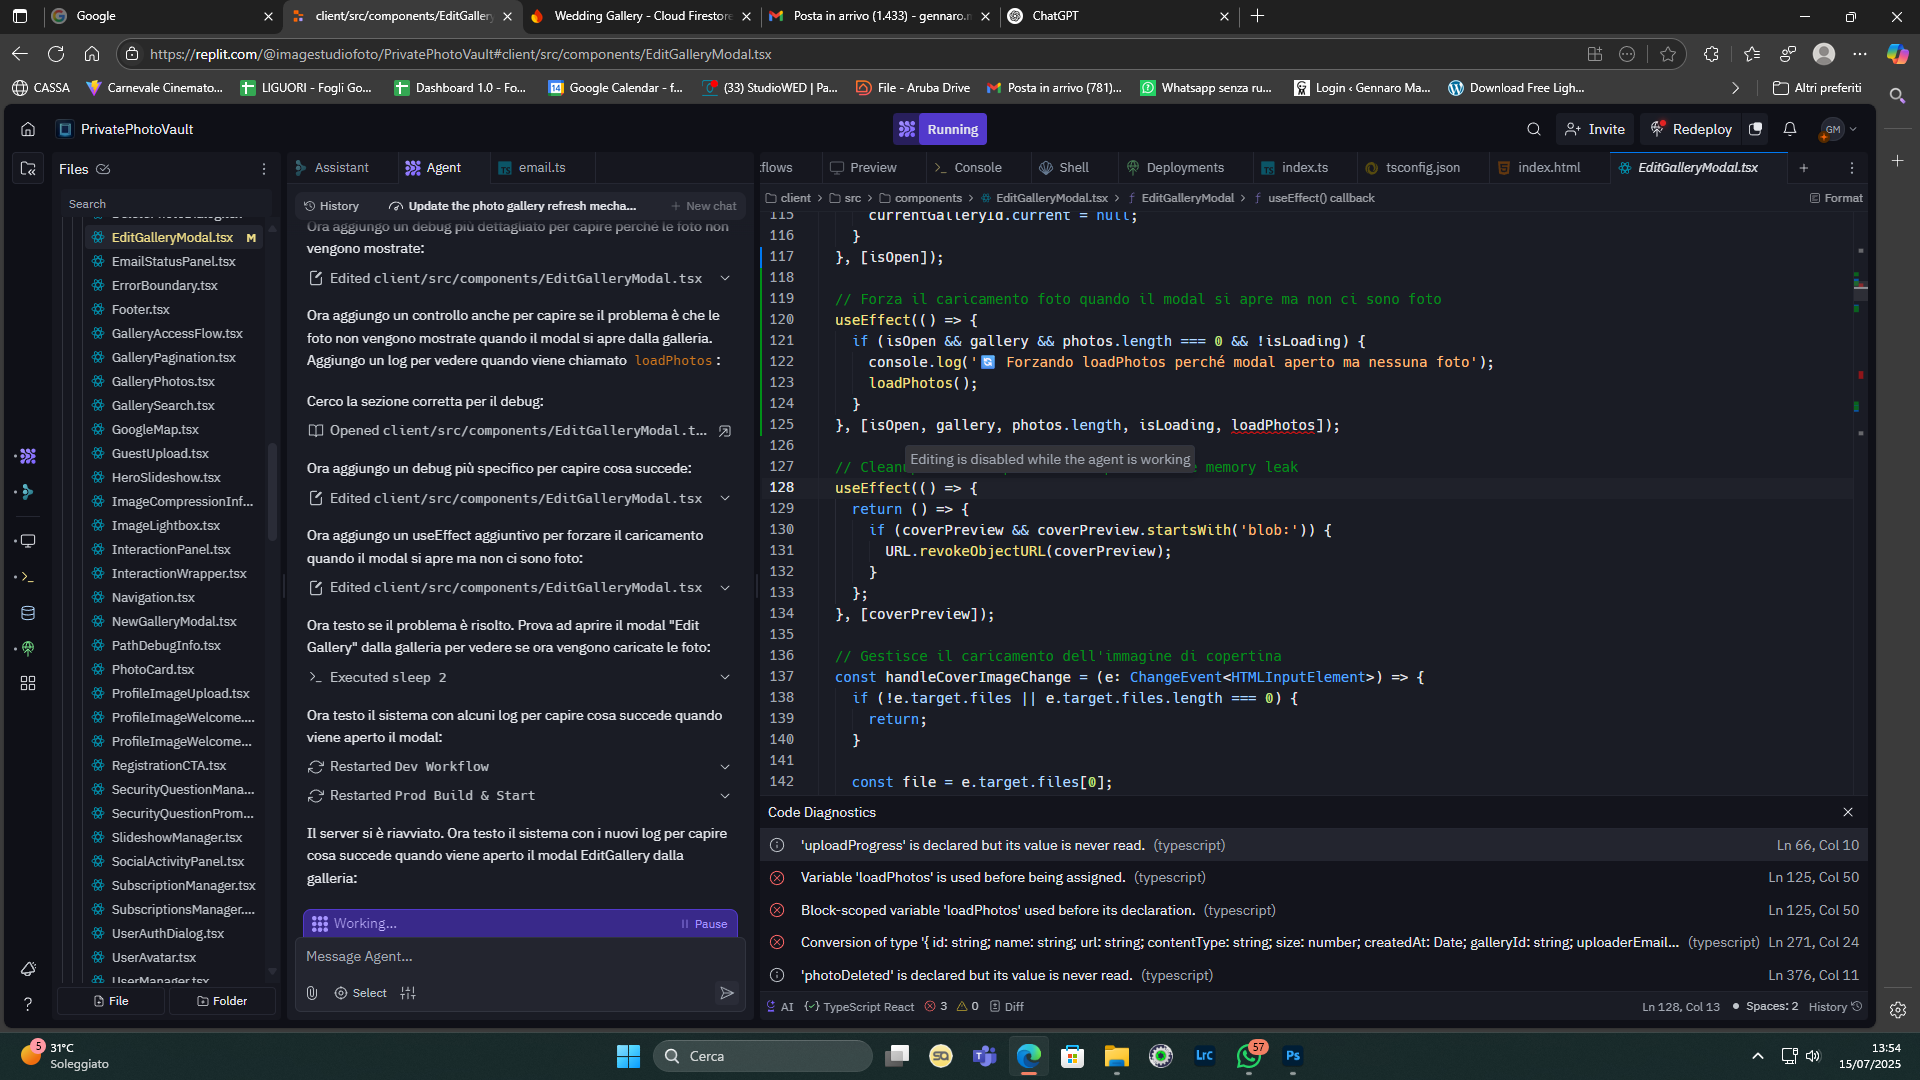 Google
client/src/components/EditGallery
Wedding Gallery - Cloud Firestore
Posta in arrivo (1.433) - gennaro.m
ChatGPT
https://replit.com/@imagestudiofoto/PrivatePhotoVault#client/src/components/EditGalleryModal.tsx
CASSA
Carnevale Cinemato...
LIGUORI - Fogli Go...
Dashboard 1.0 - Fo...
Google Calendar - f...
(33) StudioWED | Pa...
File - Aruba Drive
Posta in arrivo (781)...
Whatsapp senza ru...
Login ‹ Gennaro Ma...
Download Free Ligh...
Altri preferiti
PrivatePhotoVault
Running
Invite
Redeploy
GM
Files
Assistant
Agent
email.ts
flows
Preview
Console
Shell
Deployments
index.ts
tsconfig.json
index.html
EditGalleryModal.tsx
Search
EditGalleryModal.tsx M
EmailStatusPanel.tsx
ErrorBoundary.tsx
Footer.tsx
GalleryAccessFlow.tsx
GalleryPagination.tsx
GalleryPhotos.tsx
GallerySearch.tsx
GoogleMap.tsx
GuestUpload.tsx
HeroSlideshow.tsx
ImageCompressionInf...
ImageLightbox.tsx
InteractionPanel.tsx
InteractionWrapper.tsx
Navigation.tsx
NewGalleryModal.tsx
PathDebugInfo.tsx
PhotoCard.tsx
ProfileImageUpload.tsx
ProfileImageWelcome....
ProfileImageWelcome...
RegistrationCTA.tsx
SecurityQuestionMana...
SecurityQuestionProm...
SlideshowManager.tsx
SocialActivityPanel.tsx
SubscriptionManager.tsx
SubscriptionsManager....
UserAuthDialog.tsx
UserAvatar.tsx
UserManager.tsx
File
Folder
History
Update the photo gallery refresh mecha...
New chat
Ora aggiungo un debug più dettagliato per capire perché le foto non
vengono mostrate:
Edited client/src/components/EditGalleryModal.tsx
Ora aggiungo un controllo anche per capire se il problema è che le
foto non vengono mostrate quando il modal si apre dalla galleria.
Aggiungo un log per vedere quando viene chiamato loadPhotos :
Cerco la sezione corretta per il debug:
Opened client/src/components/EditGalleryModal.t...
Ora aggiungo un debug più specifico per capire cosa succede:
Edited client/src/components/EditGalleryModal.tsx
Ora aggiungo un useEffect aggiuntivo per forzare il caricamento
quando il modal si apre ma non ci sono foto:
Edited client/src/components/EditGalleryModal.tsx
Ora testo se il problema è risolto. Prova ad aprire il modal "Edit
Gallery" dalla galleria per vedere se ora vengono caricate le foto:
Executed sleep 2
Ora testo il sistema con alcuni log per capire cosa succede quando
viene aperto il modal:
Restarted Dev Workflow
Restarted Prod Build & Start
Il server si è riavviato. Ora testo il sistema con i nuovi log per capire
cosa succede quando viene aperto il modal EditGallery dalla
galleria:
Working...
Pause
Message Agent...
Select
client > src > components > EditGalleryModal.tsx > EditGalleryModal > useEffect() callback
Format
115 currentGalleryId.current = null;
116 }
117 }, [isOpen]);
118
119 // Forza il caricamento foto quando il modal si apre ma non ci sono foto
120 useEffect(() => {
121 if (isOpen && gallery && photos.length === 0 && !isLoading) {
122 console.log('🔄 Forzando loadPhotos perché modal aperto ma nessuna foto');
123 loadPhotos();
124 }
125 }, [isOpen, gallery, photos.length, isLoading, loadPhotos]);
126
Editing is disabled while the agent is working
127 // Clean memory leak
128 useEffect(() => {
129 return () => {
130 if (coverPreview && coverPreview.startsWith('blob:')) {
131 URL.revokeObjectURL(coverPreview);
132 }
133 };
134 }, [coverPreview]);
135
136 // Gestisce il caricamento dell'immagine di copertina
137 const handleCoverImageChange = (e: ChangeEvent<HTMLInputElement>) => {
138 if (!e.target.files || e.target.files.length === 0) {
139 return;
140 }
141
142 const file = e.target.files[0];
Code Diagnostics
'uploadProgress' is declared but its value is never read. (typescript) Ln 66, Col 10
Variable 'loadPhotos' is used before being assigned. (typescript) Ln 125, Col 50
Block-scoped variable 'loadPhotos' used before its declaration. (typescript) Ln 125, Col 50
Conversion of type '{ id: string; name: string; url: string; contentType: string; size: number; createdAt: Date; galleryId: string; uploaderEmail... (typescript) Ln 271, Col 24
'photoDeleted' is declared but its value is never read. (typescript) Ln 376, Col 11
AI
TypeScript React
3
0
Diff
Ln 128, Col 13
Spaces: 2
History
5
31°C
Soleggiato
Cerca
SQ
LrC
57
Ps
13:54
15/07/2025